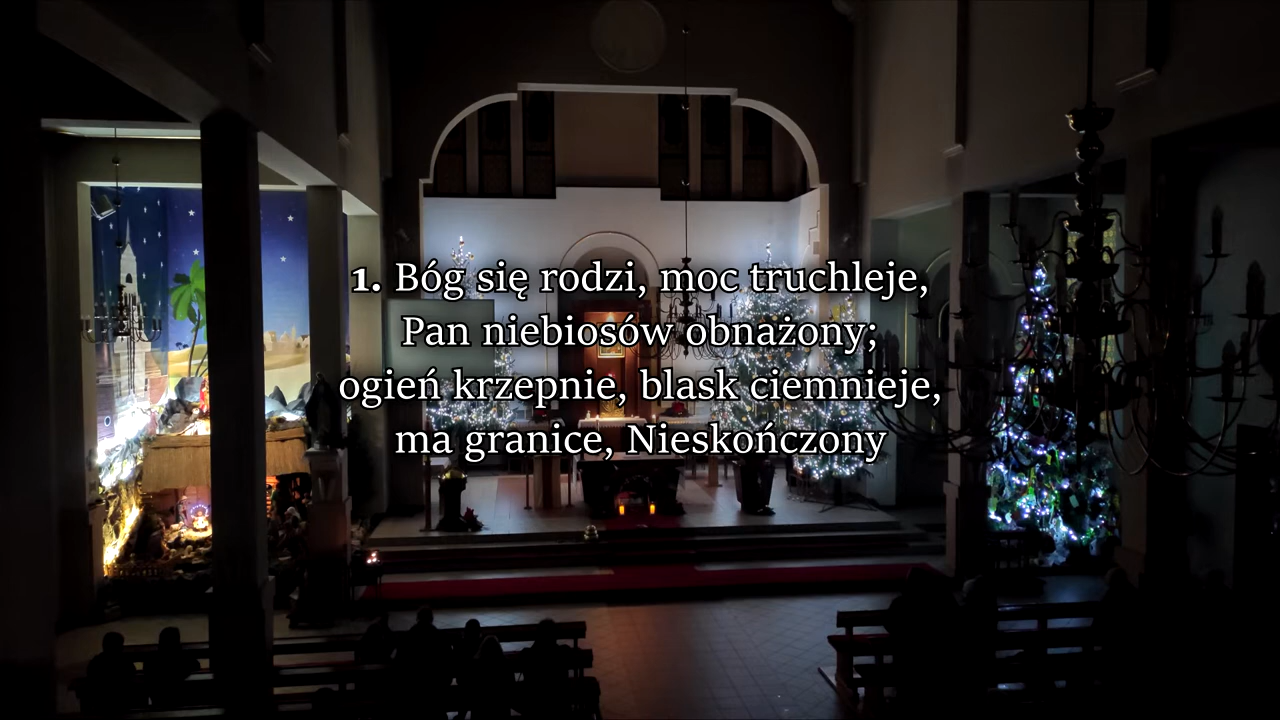 1. Bóg się rodzi, moc truchleje,
Pan niebiosów obnażony;
ogień krzepnie, blask ciemnieje,
ma granice, Nieskończony